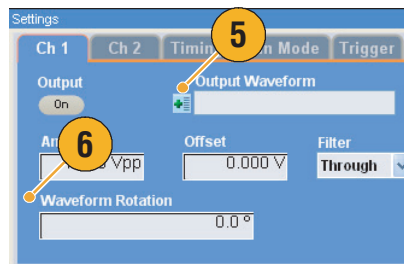 Settings
Ch 1 Ch 2 Mode Trigger
5
Output Output Waveform
On
6
Offset Filter
Vpp 0.000 V Through
Waveform Rotation
0.0 °